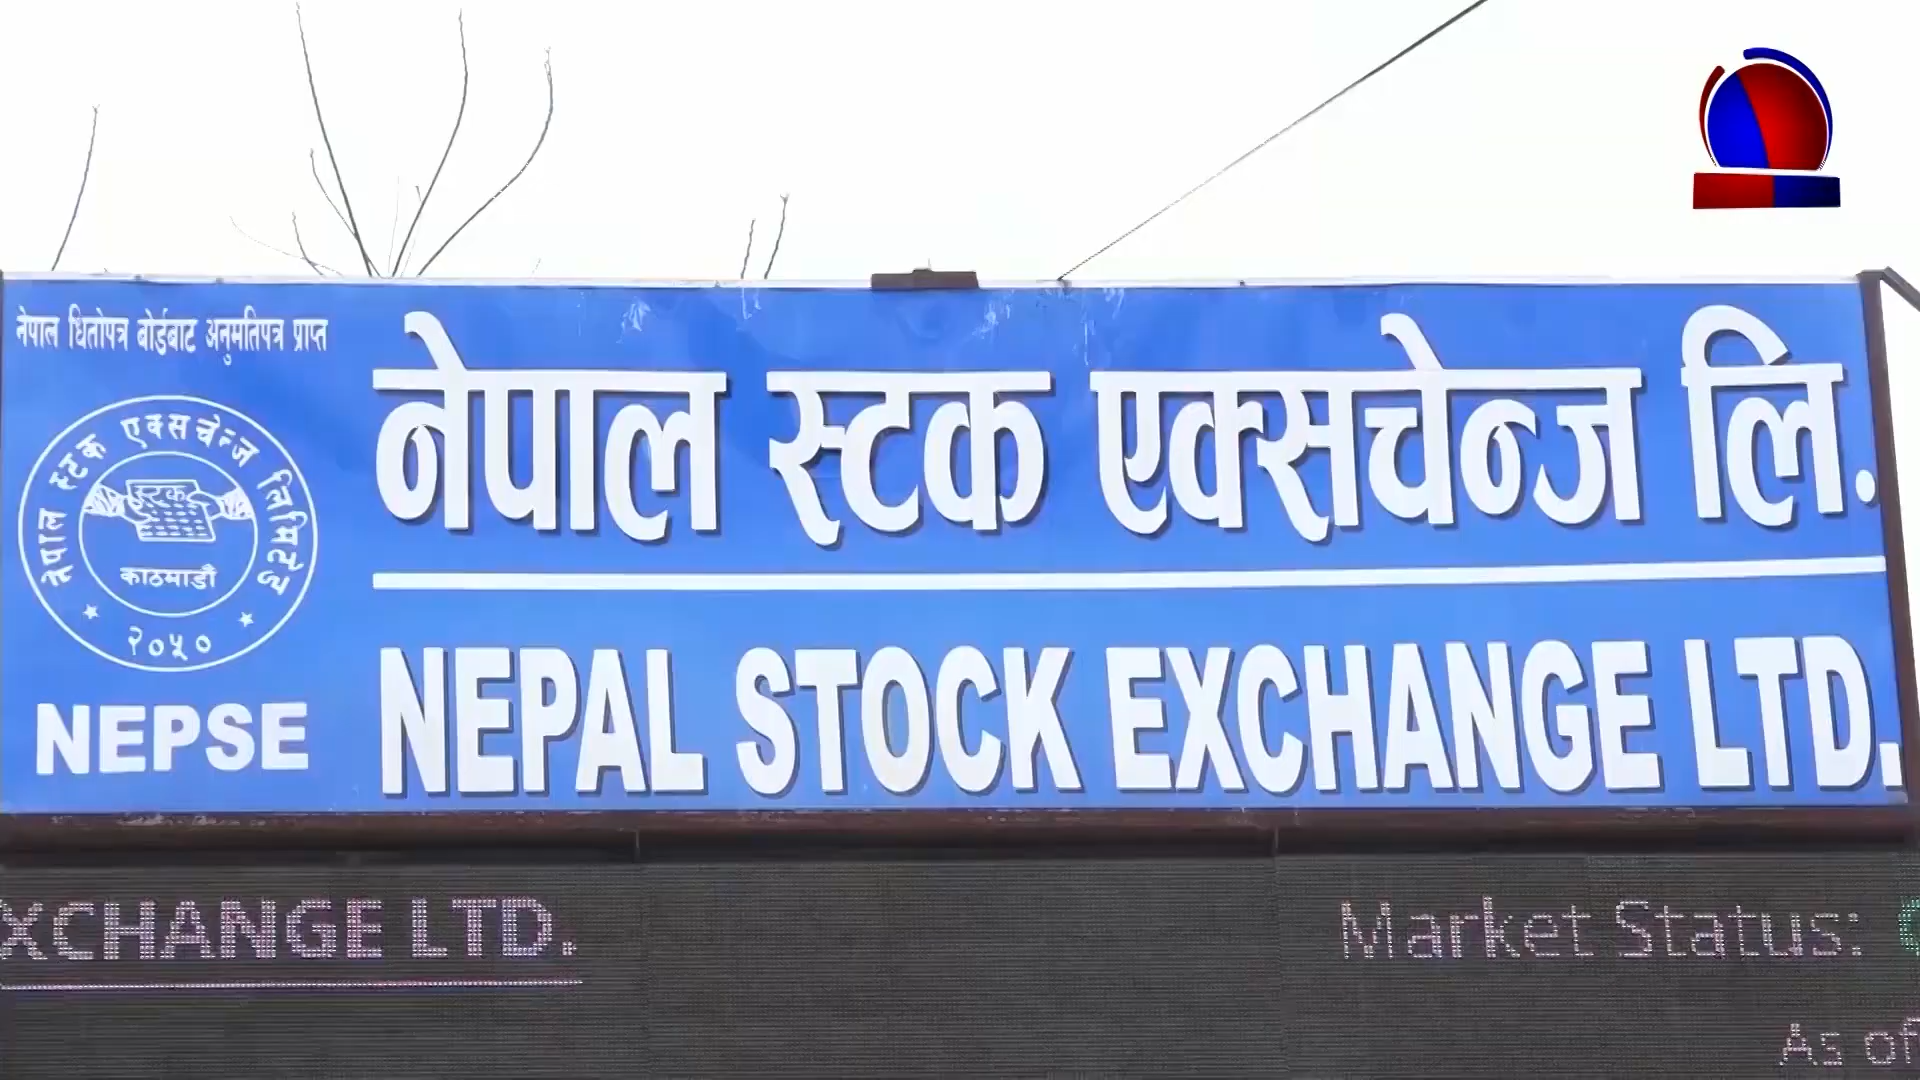 नेपाल धितोपत्र बोर्डबाट अनुमतिपत्र प्राप्त
नेपाल स्टक एक्सचेन्ज लिमिटेड
स्टक
काठमाडौं
२०५०
NEPSE
नेपाल स्टक एक्सचेन्ज लि.
NEPAL STOCK EXCHANGE LTD.
XCHANGE LTD.
Market Status:
As of